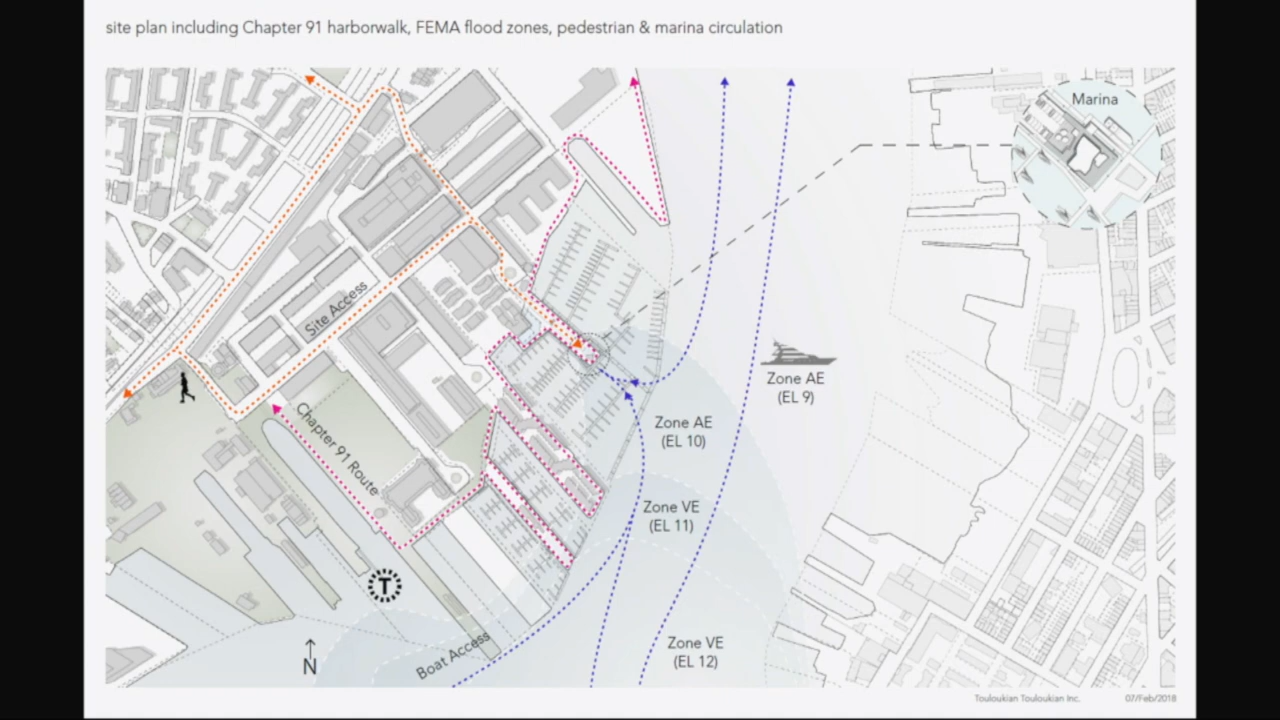 site plan including Chapter 91 harborwalk, FEMA flood zones, pedestrian & marina circulation
Marina
Site Access
Zone AE
(EL 9)
Zone AE
(EL 10)
Chapter 91 Route
Zone VE
(EL 11)
T
N
Boat Access
Zone VE
(EL 12)
Touloukian Touloukian Inc.
07/Feb/2018